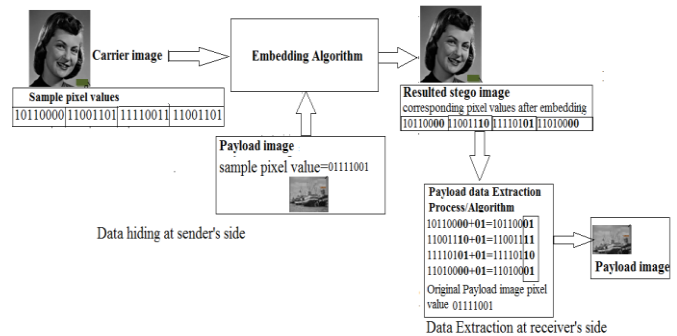 Carrier image
Embedding Algorithm
Sample pixel values
10110000 11001101 11110011 11001101
Resulted stego image
corresponding pixel values after embedding
10110000 11001110 11110101 11010000
Payload image
sample pixel value=01111001
Data hiding at sender's side
Payload data Extraction
Process/Algorithm
10110000+01=10110001
11001110+01=11001111
11110101+01=11110110
11010000+01=11010001
Original Payload image pixel
value 01111001
Payload image
Data Extraction at receiver's side